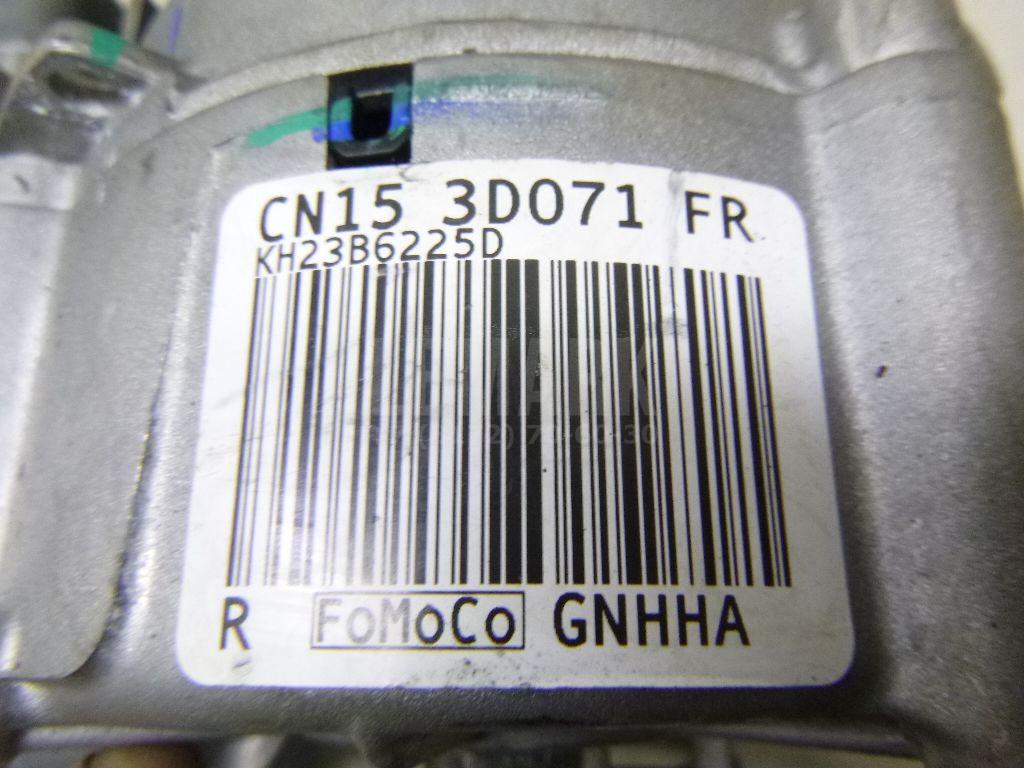 CN15 3D071 FR
KH23B6225D
R FoMoCo GNHHA